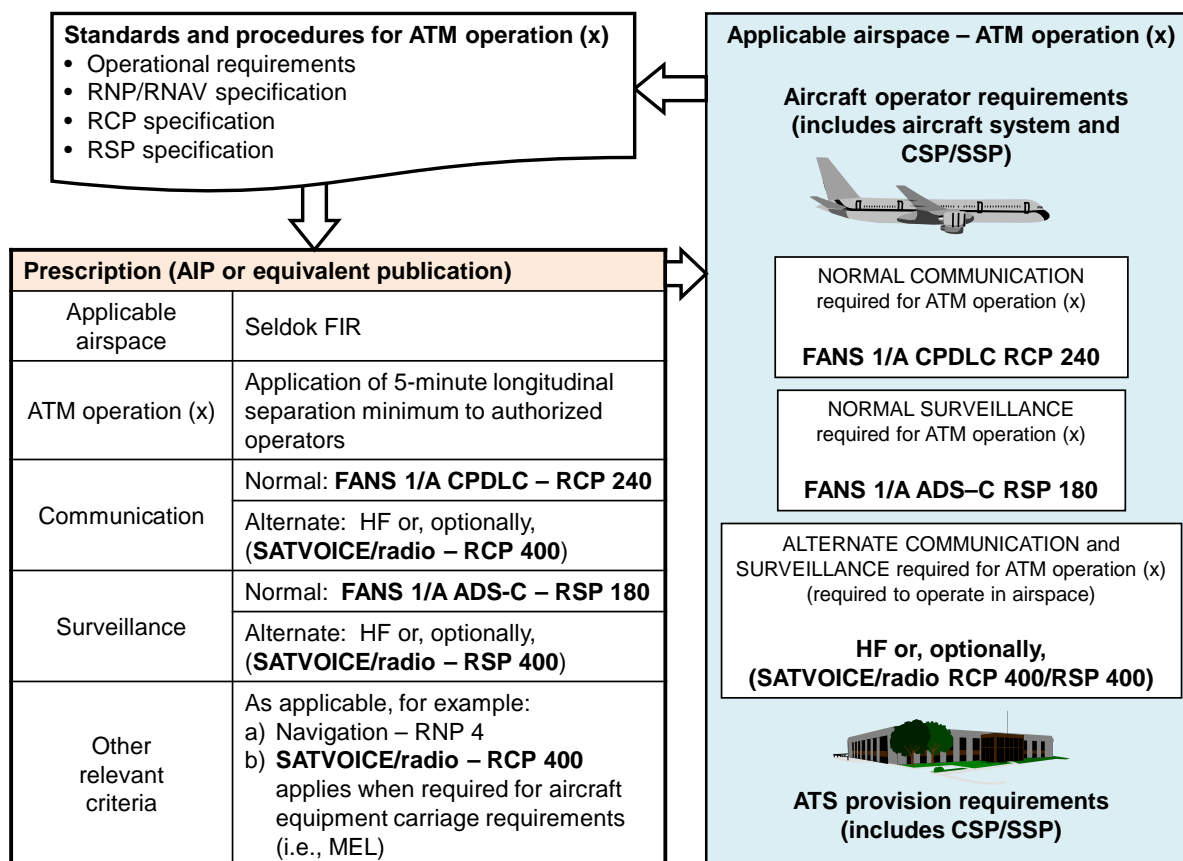 Standards and procedures for ATM operation (x)
• Operational requirements
• RNP/RNAV specification
• RCP specification
• RSP specification
Prescription (AIP or equivalent publication)
Applicable
airspace
Seldok FIR
ATM operation (x)
Application of 5-minute longitudinal
separation minimum to authorized
operators
Communication
Normal: FANS 1/A CPDLC – RCP 240
Alternate: HF or, optionally,
(SATVOICE/radio – RCP 400)
Surveillance
Normal: FANS 1/A ADS-C – RSP 180
Alternate: HF or, optionally,
(SATVOICE/radio – RSP 400)
Other
relevant
criteria
As applicable, for example:
a) Navigation – RNP 4
b) SATVOICE/radio – RCP 400
applies when required for aircraft
equipment carriage requirements
(i.e., MEL)
Applicable airspace – ATM operation (x)
Aircraft operator requirements
(includes aircraft system and
CSP/SSP)
NORMAL COMMUNICATION
required for ATM operation (x)
FANS 1/A CPDLC RCP 240
NORMAL SURVEILLANCE
required for ATM operation (x)
FANS 1/A ADS–C RSP 180
ALTERNATE COMMUNICATION and
SURVEILLANCE required for ATM operation (x)
(required to operate in airspace)
HF or, optionally,
(SATVOICE/radio RCP 400/RSP 400)
ATS provision requirements
(includes CSP/SSP)